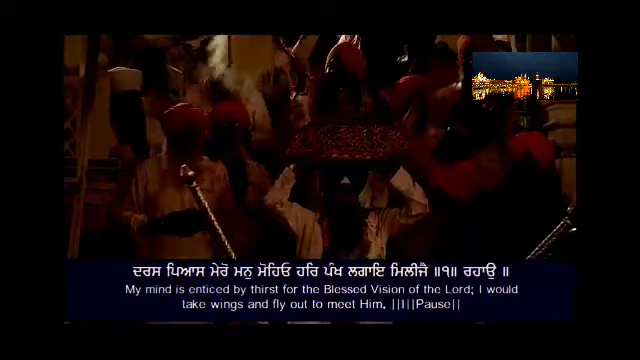 ਦਰਸ ਪਿਆਸ ਮੇਰੋ ਮਨੁ ਮੋਹਿਓ ਹਰਿ ਪੰਖ ਲਗਾਇ ਮਿਲੀਜੈ ॥੧॥ ਰਹਾਉ ॥
My mind is enticed by thirst for the Blessed Vision of the Lord; I would
take wings and fly out to meet Him. ||1||Pause||